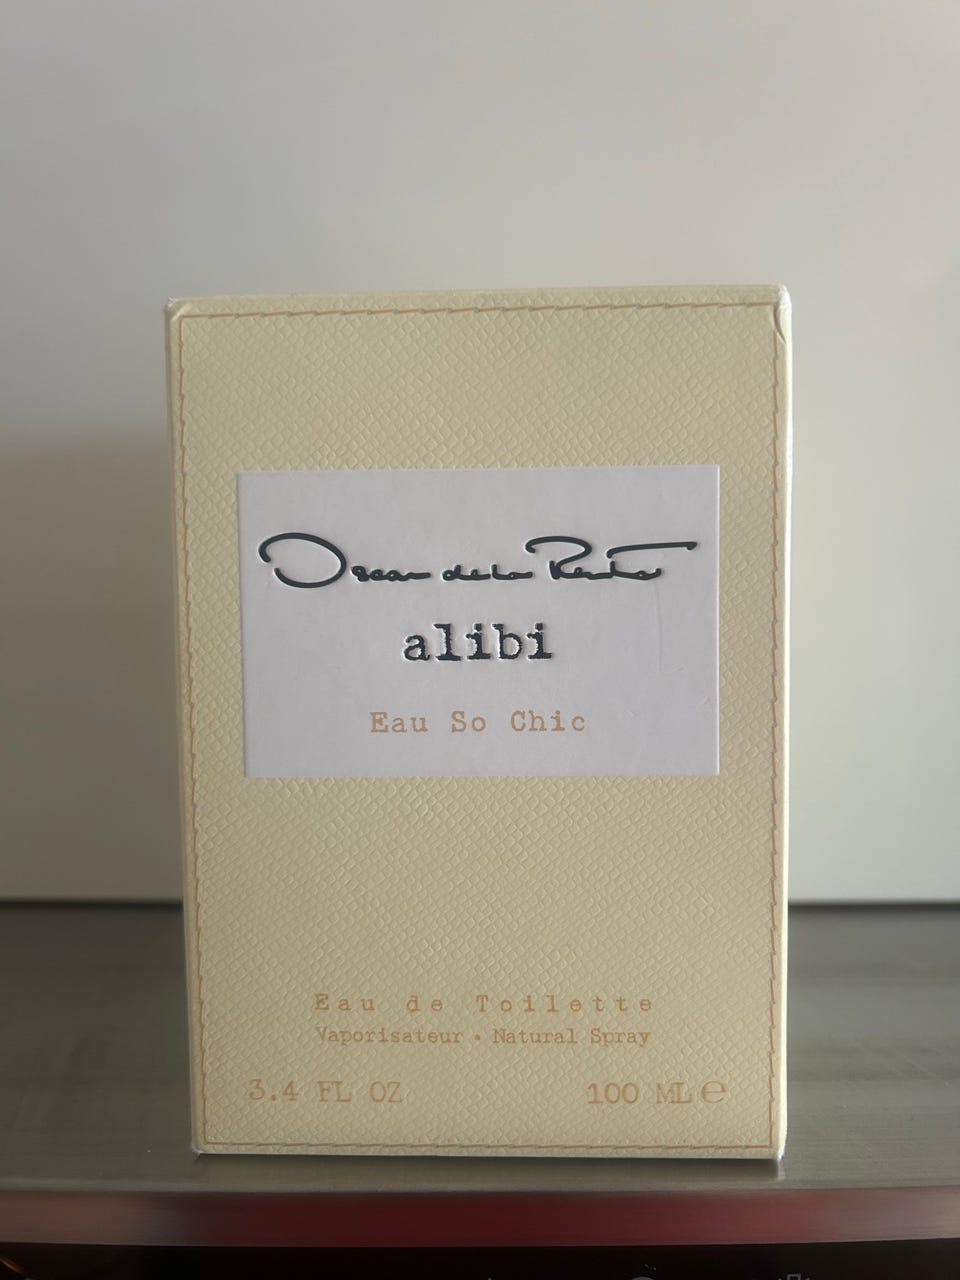 Oscar de la Renta
alibi
Eau So Chic
Eau de Toilette
Vaporisateur • Natural Spray
3.4 FL OZ 100 ML ℮